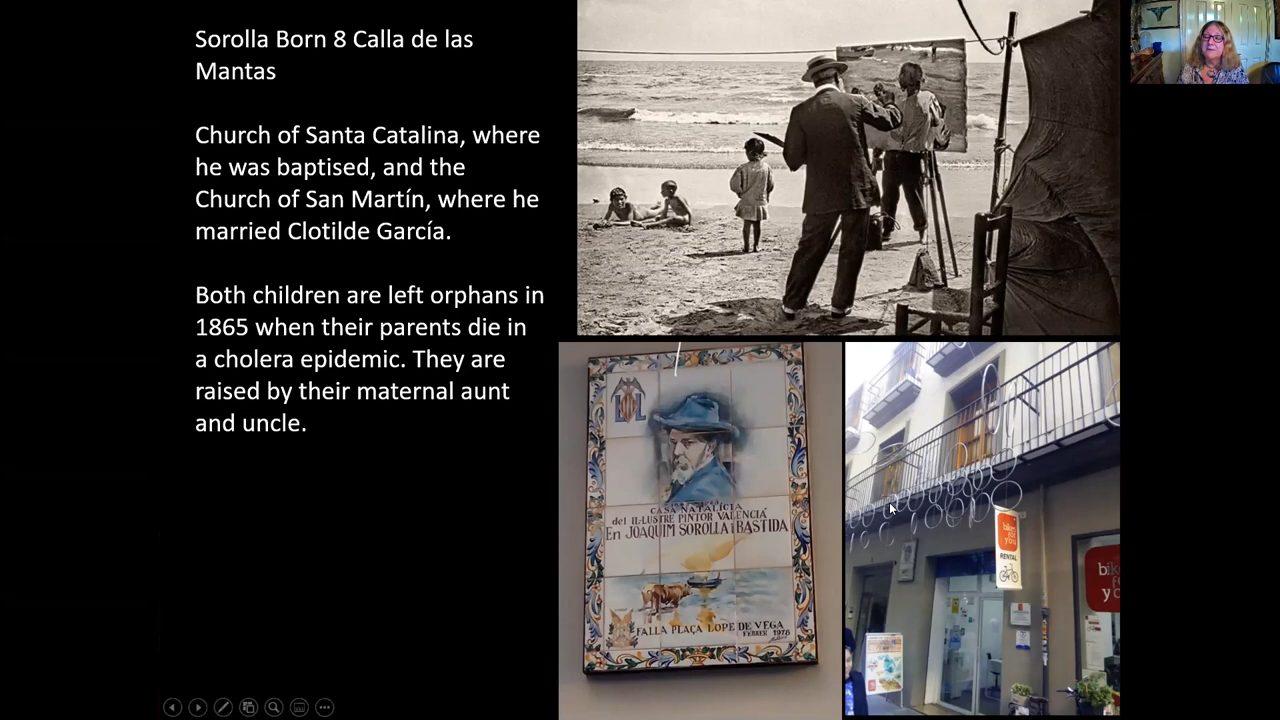 Sorolla Born 8 Calla de las
Mantas
Church of Santa Catalina, where
he was baptised, and the
Church of San Martín, where he
married Clotilde García.
Both children are left orphans in
1865 when their parents die in
a cholera epidemic. They are
raised by their maternal aunt
and uncle.
CASA NATALICIA
del IL·LUSTRE PINTOR VALENCIÀ
En JOAQUIM SOROLLA i BASTIDA
FALLA PLAÇA LOPE DE VEGA
FEBRER 1978
bikes
for
you
RENTAL